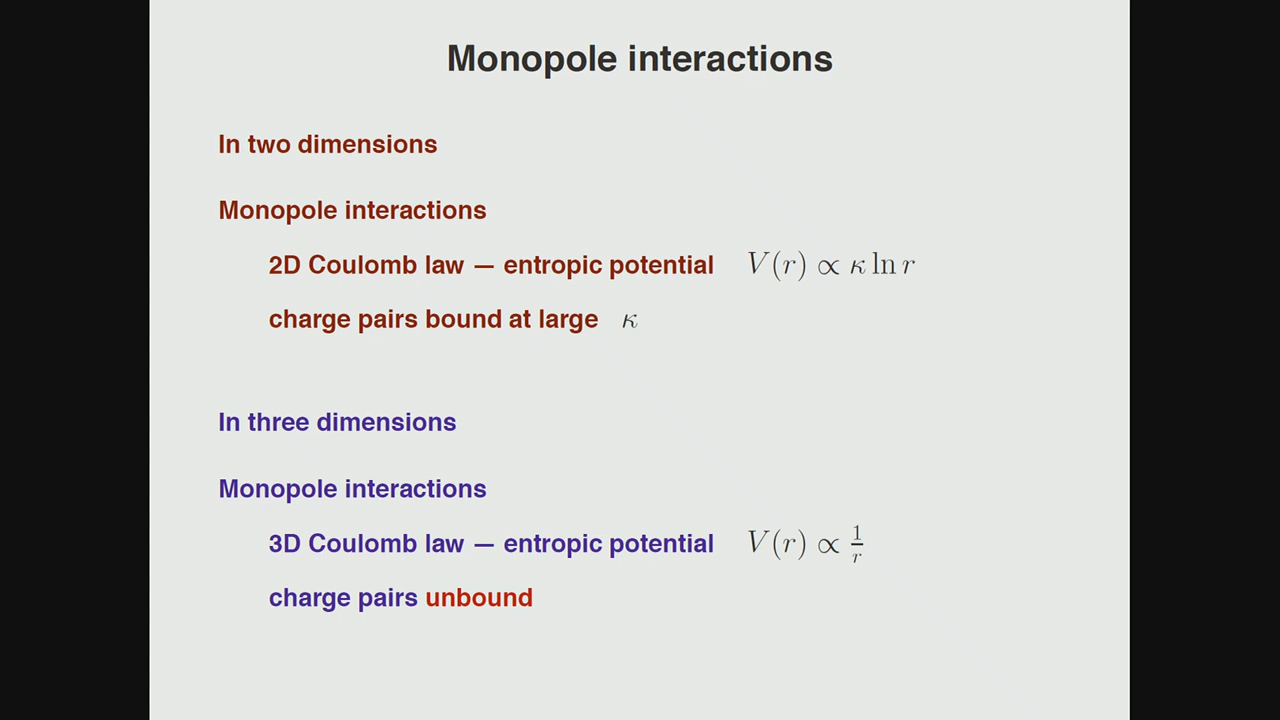 Monopole interactions
In two dimensions
Monopole interactions
2D Coulomb law — entropic potential V(r) ∝ κ ln r
charge pairs bound at large κ
In three dimensions
Monopole interactions
3D Coulomb law — entropic potential V(r) ∝ 1/r
charge pairs unbound